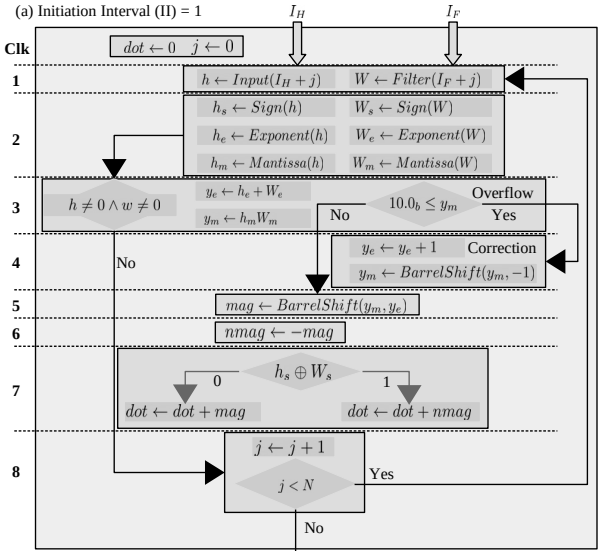 (a) Initiation Interval (II) = 1
I_H I_F
Clk
dot ← 0 j ← 0
1
h ← Input(I_H + j) W ← Filter(I_F + j)
h_s ← Sign(h) W_s ← Sign(W)
2
h_e ← Exponent(h) W_e ← Exponent(W)
h_m ← Mantissa(h) W_m ← Mantissa(W)
3
h ≠ 0 ∧ w ≠ 0
y_e ← h_e + W_e
y_m ← h_m W_m
10.0_b ≤ y_m
Overflow
No
Yes
4
No
y_e ← y_e + 1 Correction
y_m ← BarrelShift(y_m, −1)
5
mag ← BarrelShift(y_m, y_e)
6
nmag ← −mag
7
h_s ⊕ W_s
0 1
dot ← dot + mag dot ← dot + nmag
8
j ← j + 1
j < N
Yes
No